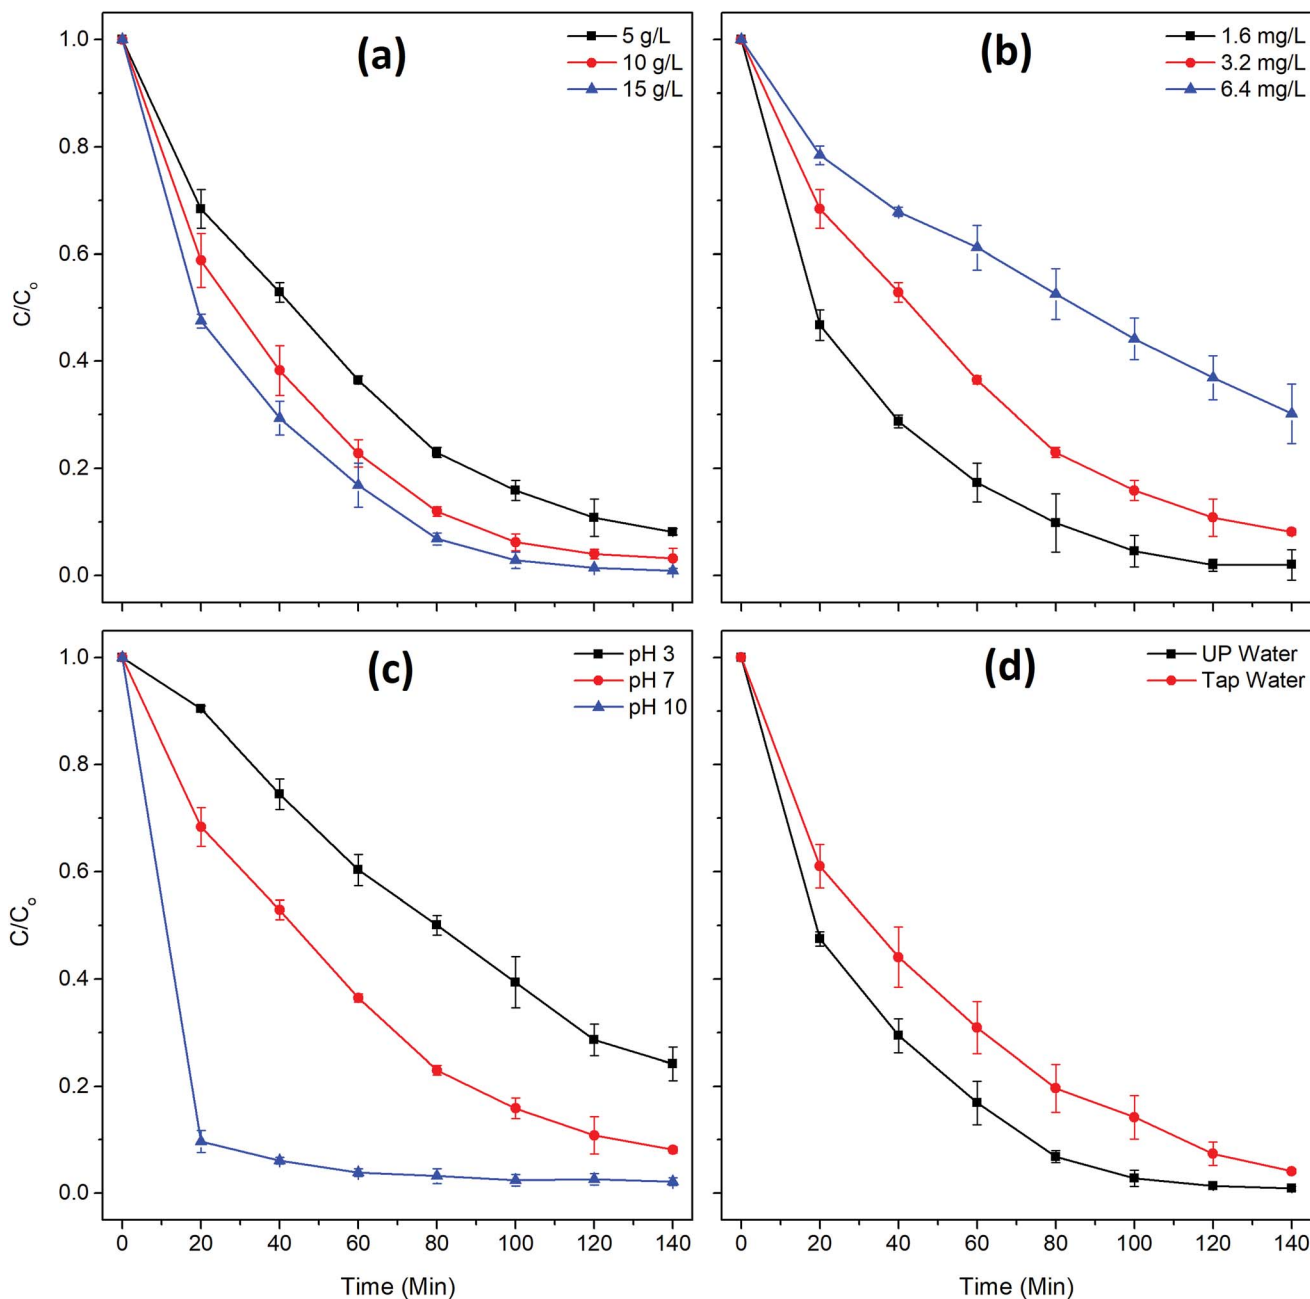 (a)
5 g/L
10 g/L
15 g/L
1.0
0.8
0.6
0.4
0.2
0.0
C/C₀
(b)
1.6 mg/L
3.2 mg/L
6.4 mg/L
(c)
pH 3
pH 7
pH 10
1.0
0.8
0.6
0.4
0.2
0.0
C/C₀
0 20 40 60 80 100 120 140
Time (Min)
(d)
UP Water
Tap Water
0 20 40 60 80 100 120 140
Time (Min)